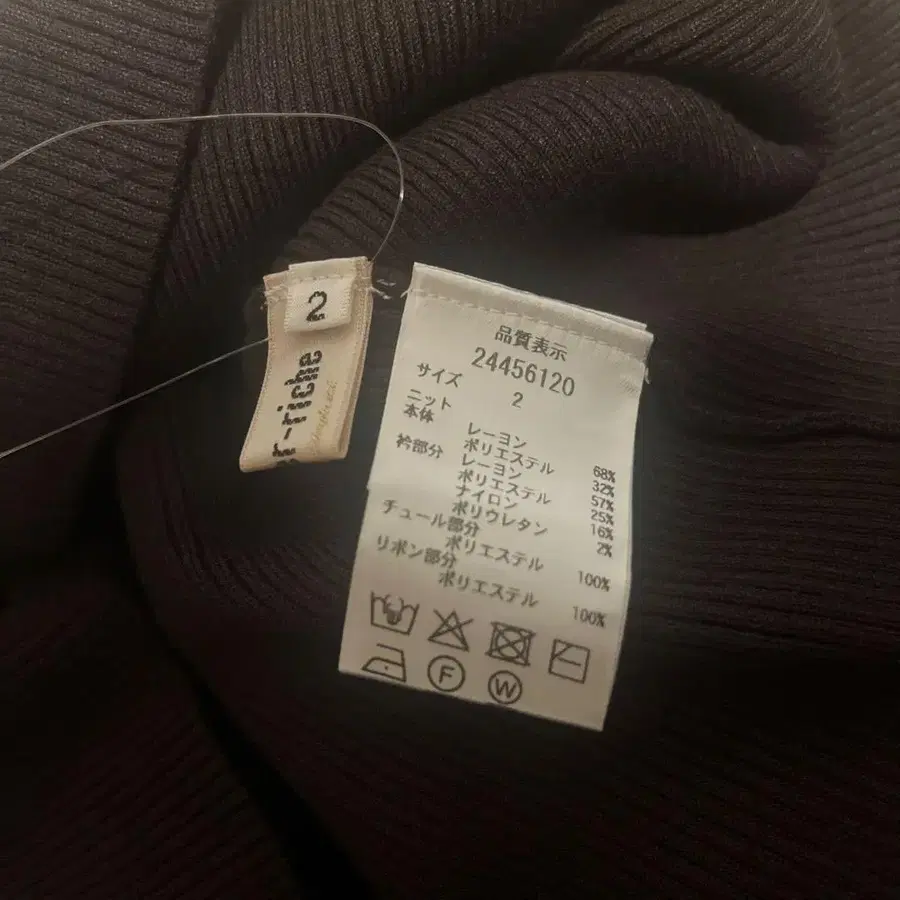 2
-riche
品質表示
24456120
サイズ
2
ニット
本体
レーヨン 68%
ポリエステル 32%
衿部分
レーヨン 57%
ポリエステル 25%
ナイロン 16%
ポリウレタン 2%
チュール部分
ポリエステル 100%
リボン部分
ポリエステル 100%
F
W